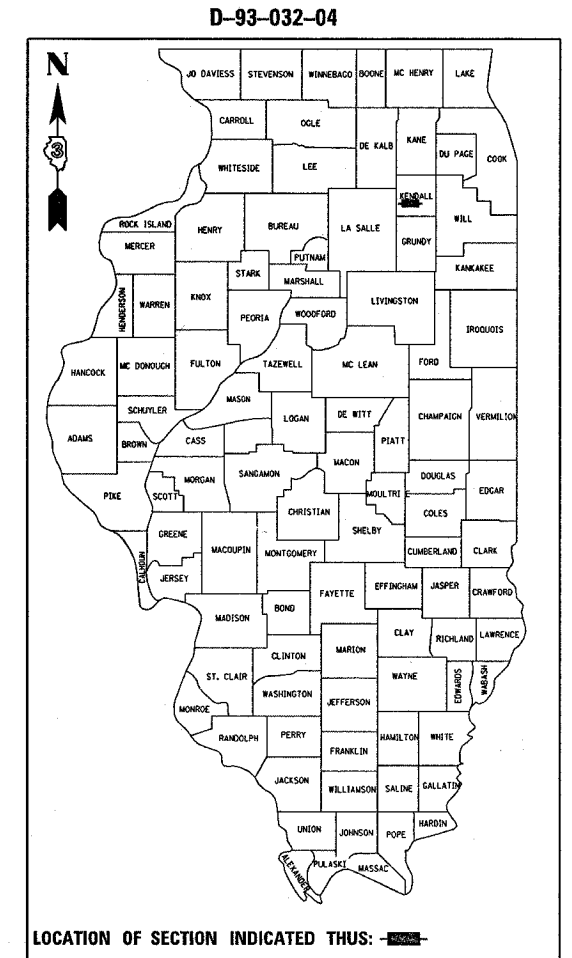 D-93-032-04
N
JO DAVIESS STEVENSON WINNEBAGO BOONE MC HENRY LAKE
CARROLL OGLE DE KALB KANE DU PAGE COOK
WHITESIDE LEE
KENDALL WILL
ROCK ISLAND HENRY BUREAU LA SALLE
MERCER PUTNAM GRUNDY
STARK MARSHALL KANKAKEE
HENDERSON WARREN KNOX PEORIA WOODFORD LIVINGSTON IROQUOIS
HANCOCK MC DONOUGH FULTON TAZEWELL MC LEAN FORD
MASON
SCHUYLER LOGAN DE WITT CHAMPAIGN VERMILION
ADAMS BROWN CASS PIATT
MACON
PIKE SCOTT MORGAN SANGAMON MOULTRIE DOUGLAS EDGAR
CHRISTIAN COLES
GREENE MACOUPIN SHELBY
CALHOUN MONTGOMERY CUMBERLAND CLARK
JERSEY FAYETTE EFFINGHAM JASPER CRAWFORD
MADISON BOND
CLAY RICHLAND LAWRENCE
CLINTON MARION
ST. CLAIR WAYNE EDWARDS WABASH
WASHINGTON JEFFERSON
MONROE
RANDOLPH PERRY HAMILTON WHITE
FRANKLIN
JACKSON WILLIAMSON SALINE GALLATIN
UNION JOHNSON POPE HARDIN
ALEXANDER PULASKI MASSAC
LOCATION OF SECTION INDICATED THUS: